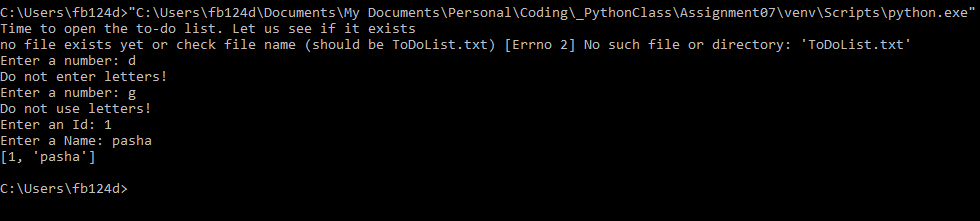 C:\Users\fb124d>"C:\Users\fb124d\Documents\My Documents\Personal\Coding\_PythonClass\Assignment07\venv\Scripts\python.exe"
Time to open the to-do list. Let us see if it exists
no file exists yet or check file name (should be ToDoList.txt) [Errno 2] No such file or directory: 'ToDoList.txt'
Enter a number: d
Do not enter letters!
Enter a number: g
Do not use letters!
Enter an Id: 1
Enter a Name: pasha
[1, 'pasha']
C:\Users\fb124d>